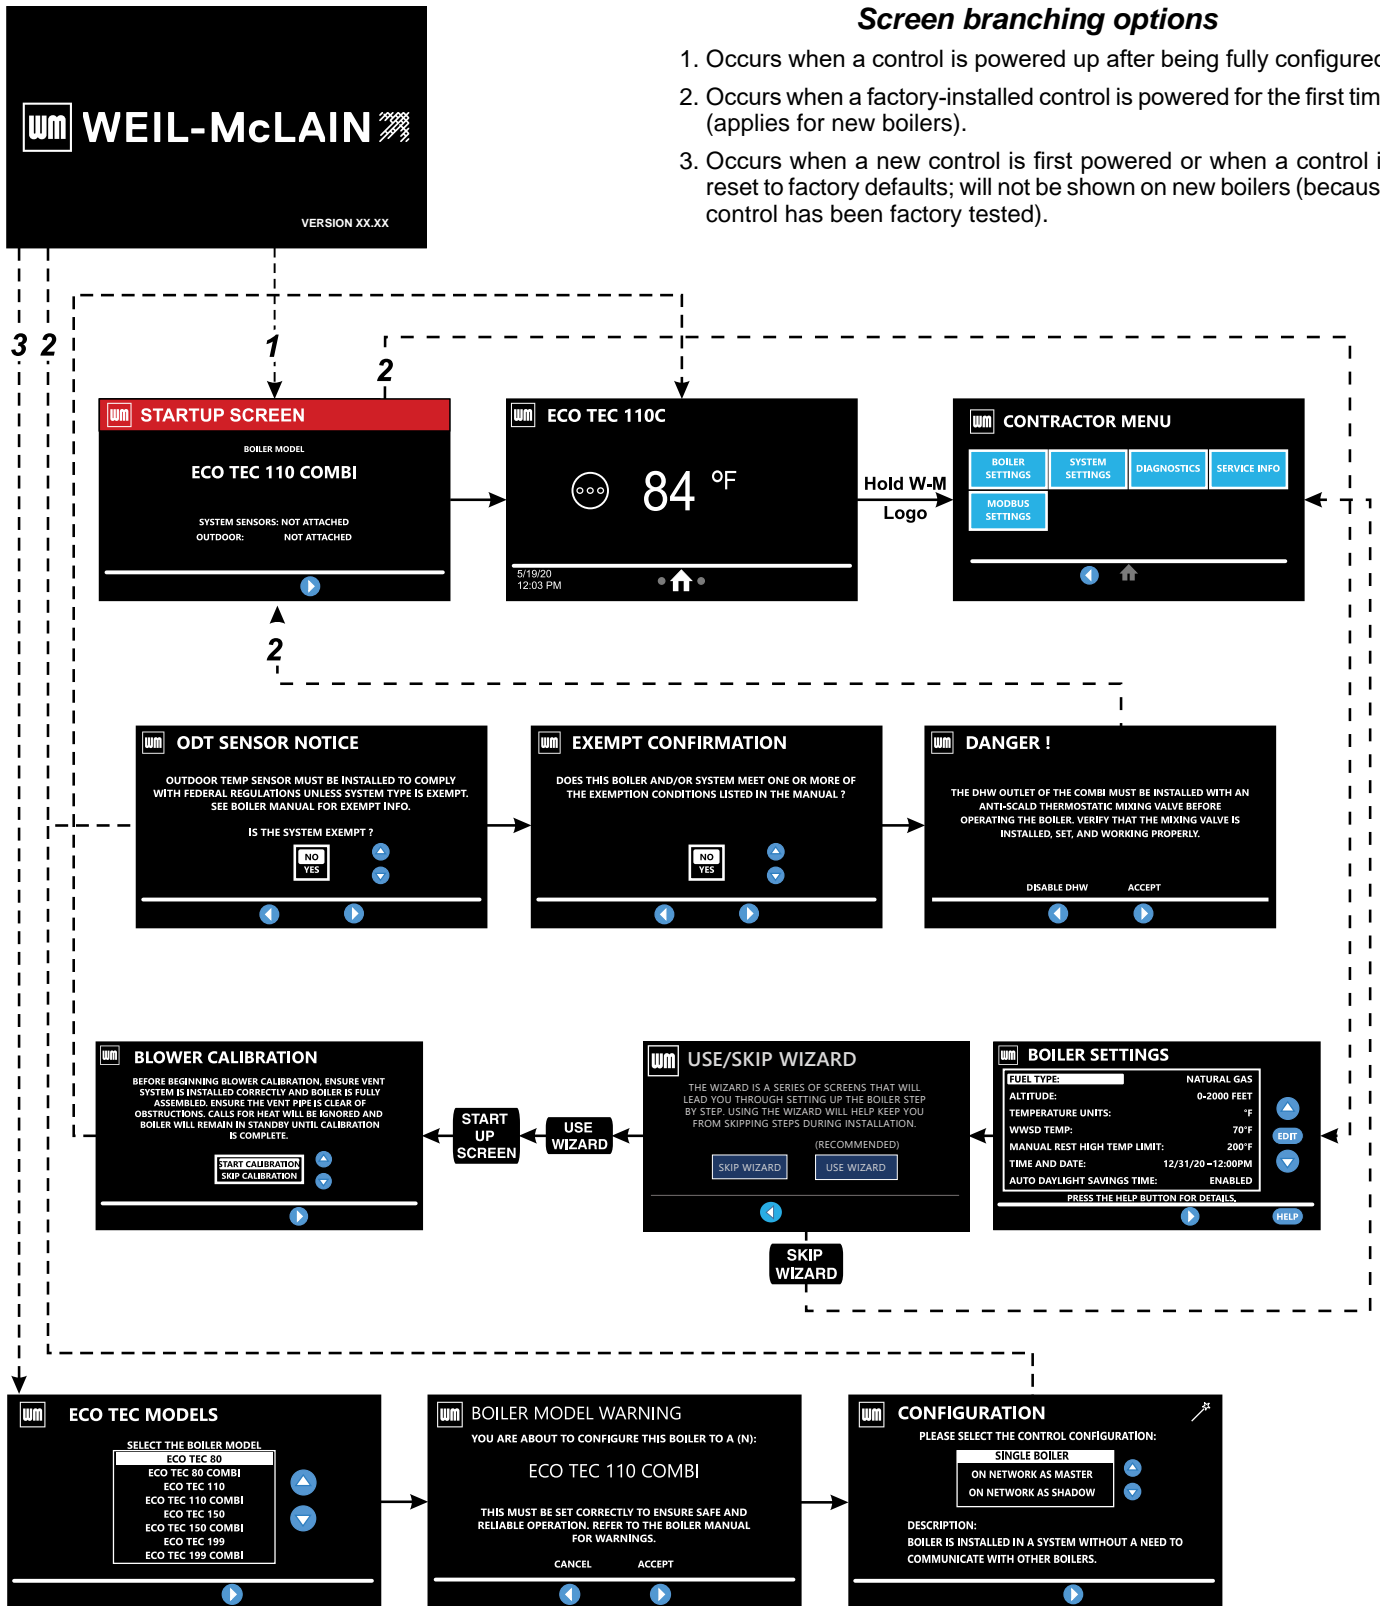 Screen branching options
1. Occurs when a control is powered up after being fully configured
2. Occurs when a factory-installed control is powered for the first tim
(applies for new boilers).
3. Occurs when a new control is first powered or when a control i
reset to factory defaults; will not be shown on new boilers (becaus
control has been factory tested).
wm WEIL-McLAIN
VERSION XX.XX
3 2
1
2
wm STARTUP SCREEN
BOILER MODEL
ECO TEC 110 COMBI
SYSTEM SENSORS: NOT ATTACHED
OUTDOOR: NOT ATTACHED
wm ECO TEC 110C
84 °F
5/19/20
12:03 PM
Hold W-M
Logo
wm CONTRACTOR MENU
BOILER
SETTINGS
SYSTEM
SETTINGS
DIAGNOSTICS
SERVICE INFO
MODBUS
SETTINGS
2
wm ODT SENSOR NOTICE
OUTDOOR TEMP SENSOR MUST BE INSTALLED TO COMPLY
WITH FEDERAL REGULATIONS UNLESS SYSTEM TYPE IS EXEMPT.
SEE BOILER MANUAL FOR EXEMPT INFO.
IS THE SYSTEM EXEMPT ?
NO
YES
wm EXEMPT CONFIRMATION
DOES THIS BOILER AND/OR SYSTEM MEET ONE OR MORE OF
THE EXEMPTION CONDITIONS LISTED IN THE MANUAL ?
NO
YES
wm DANGER !
THE DHW OUTLET OF THE COMBI MUST BE INSTALLED WITH AN
ANTI-SCALD THERMOSTATIC MIXING VALVE BEFORE
OPERATING THE BOILER. VERIFY THAT THE MIXING VALVE IS
INSTALLED, SET, AND WORKING PROPERLY.
DISABLE DHW ACCEPT
wm BLOWER CALIBRATION
BEFORE BEGINNING BLOWER CALIBRATION, ENSURE VENT
SYSTEM IS INSTALLED CORRECTLY AND BOILER IS FULLY
ASSEMBLED. ENSURE THE VENT PIPE IS CLEAR OF
OBSTRUCTIONS. CALLS FOR HEAT WILL BE IGNORED AND
BOILER WILL REMAIN IN STANDBY UNTIL CALIBRATION
IS COMPLETE.
START CALIBRATION
SKIP CALIBRATION
START
UP
SCREEN
USE
WIZARD
wm USE/SKIP WIZARD
THE WIZARD IS A SERIES OF SCREENS THAT WILL
LEAD YOU THROUGH SETTING UP THE BOILER STEP
BY STEP. USING THE WIZARD WILL HELP KEEP YOU
FROM SKIPPING STEPS DURING INSTALLATION.
(RECOMMENDED)
SKIP WIZARD USE WIZARD
SKIP
WIZARD
wm BOILER SETTINGS
FUEL TYPE: NATURAL GAS
ALTITUDE: 0-2000 FEET
TEMPERATURE UNITS: °F
WWSD TEMP: 70°F
MANUAL REST HIGH TEMP LIMIT: 200°F
TIME AND DATE: 12/31/20 –12:00PM
AUTO DAYLIGHT SAVINGS TIME: ENABLED
PRESS THE HELP BUTTON FOR DETAILS.
EDIT
HELP
wm ECO TEC MODELS
SELECT THE BOILER MODEL
ECO TEC 80
ECO TEC 80 COMBI
ECO TEC 110
ECO TEC 110 COMBI
ECO TEC 150
ECO TEC 150 COMBI
ECO TEC 199
ECO TEC 199 COMBI
wm BOILER MODEL WARNING
YOU ARE ABOUT TO CONFIGURE THIS BOILER TO A (N):
ECO TEC 110 COMBI
THIS MUST BE SET CORRECTLY TO ENSURE SAFE AND
RELIABLE OPERATION. REFER TO THE BOILER MANUAL
FOR WARNINGS.
CANCEL ACCEPT
wm CONFIGURATION
PLEASE SELECT THE CONTROL CONFIGURATION:
SINGLE BOILER
ON NETWORK AS MASTER
ON NETWORK AS SHADOW
DESCRIPTION:
BOILER IS INSTALLED IN A SYSTEM WITHOUT A NEED TO
COMMUNICATE WITH OTHER BOILERS.